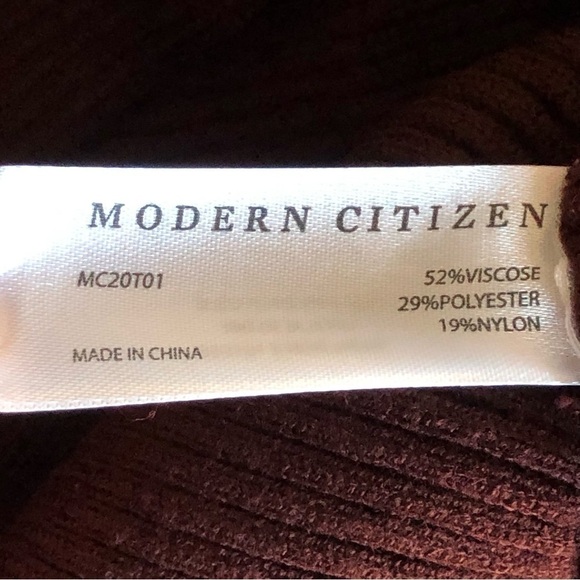 MODERN CITIZEN
MC20T01
52%VISCOSE
29%POLYESTER
19%NYLON
MADE IN CHINA